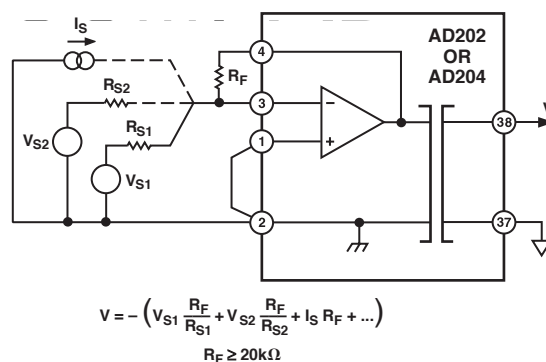 I_S
4
AD202
OR
AD204
R_F
R_S2
3
−
38
V
R_S1
1
+
V_S2
V_S1
2
37
V = − (V_S1 R_F/R_S1 + V_S2 R_F/R_S2 + I_S R_F + ...)
R_F ≥ 20kΩ